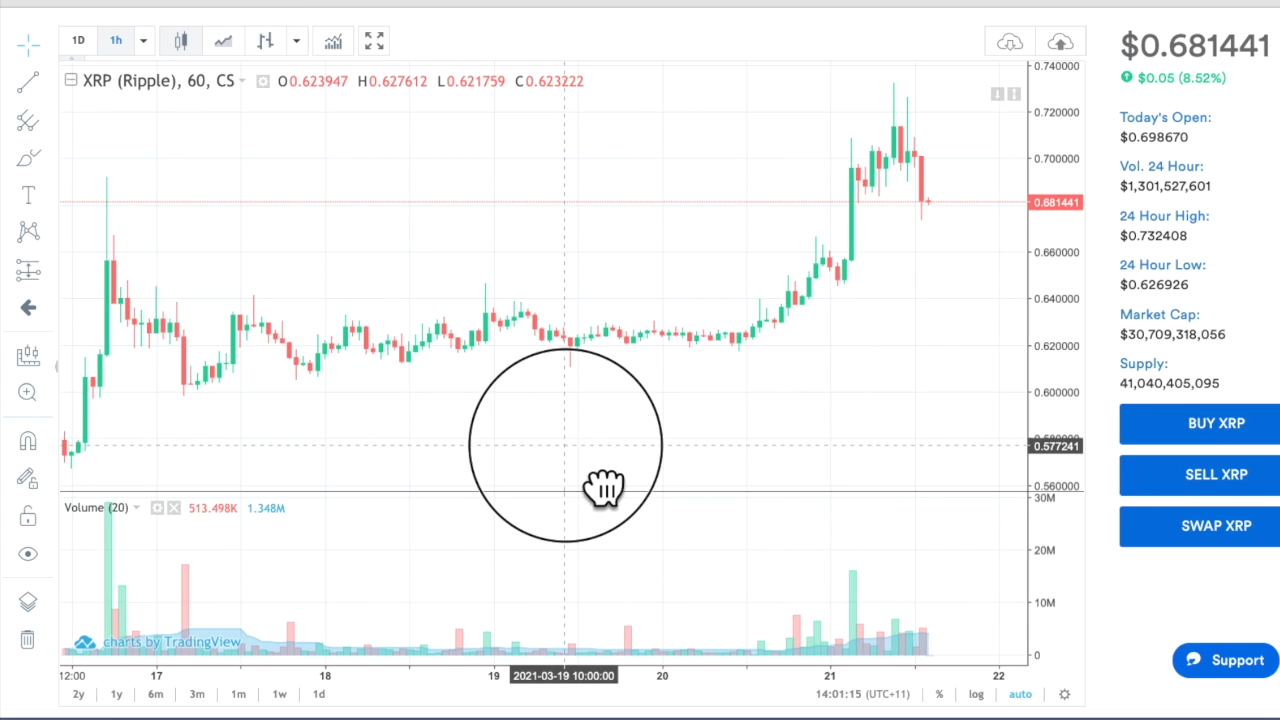 1D 1h
XRP (Ripple), 60, CS O0.623947 H0.627612 L0.621759 C0.623222
0.740000
0.720000
0.700000
0.681441
0.660000
0.640000
0.620000
0.600000
0.577241
0.560000
Volume (20) 513.498K 1.348M
30M
20M
10M
0
charts by TradingView
12:00 17 18 19 2021-03-19 10:00:00 20 21 22
2y 1y 6m 3m 1m 1w 1d 14:01:15 (UTC+11) % log auto
$0.681441
$0.05 (8.52%)
Today's Open:
$0.698670
Vol. 24 Hour:
$1,301,527,601
24 Hour High:
$0.732408
24 Hour Low:
$0.626926
Market Cap:
$30,709,318,056
Supply:
41,040,405,095
BUY XRP
SELL XRP
SWAP XRP
Support